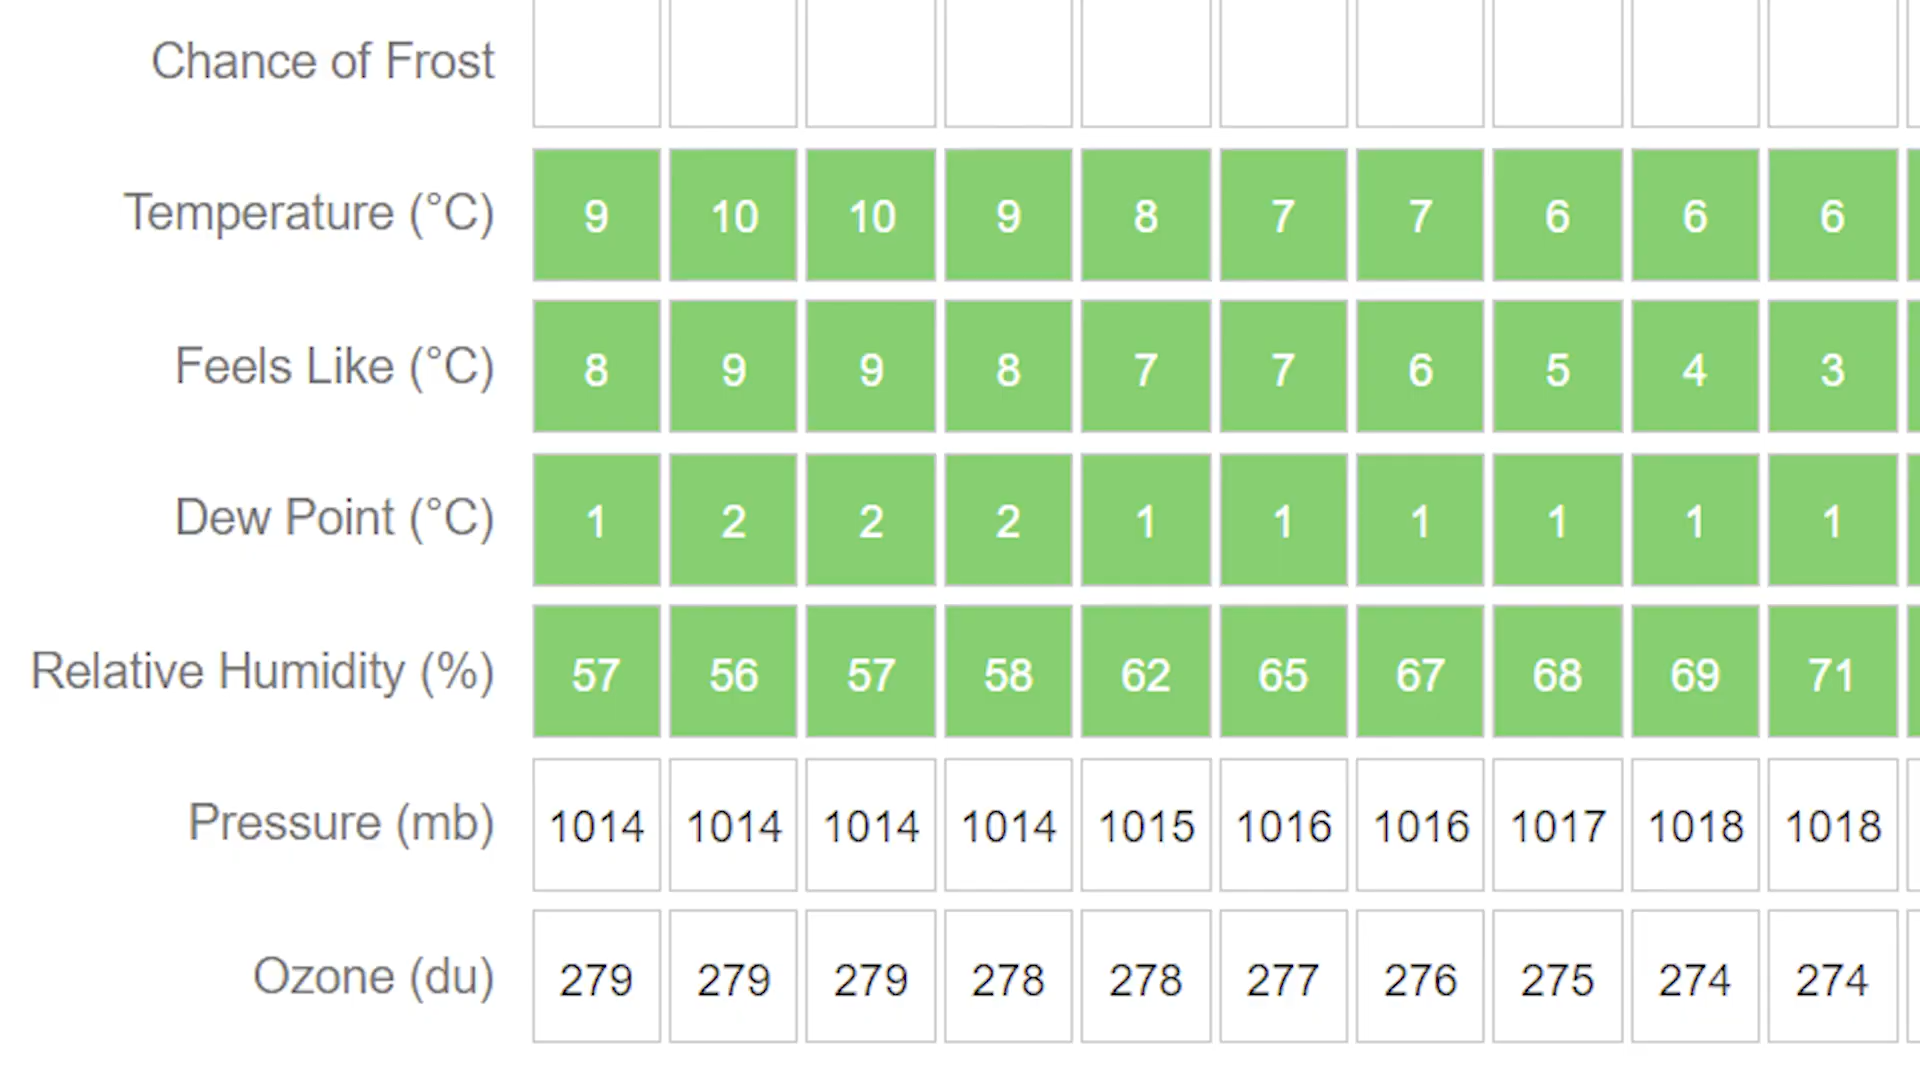 Chance of Frost
Temperature (°C) 9 10 10 9 8 7 7 6 6 6
Feels Like (°C) 8 9 9 8 7 7 6 5 4 3
Dew Point (°C) 1 2 2 2 1 1 1 1 1 1
Relative Humidity (%) 57 56 57 58 62 65 67 68 69 71
Pressure (mb) 1014 1014 1014 1014 1015 1016 1016 1017 1018 1018
Ozone (du) 279 279 279 278 278 277 276 275 274 274